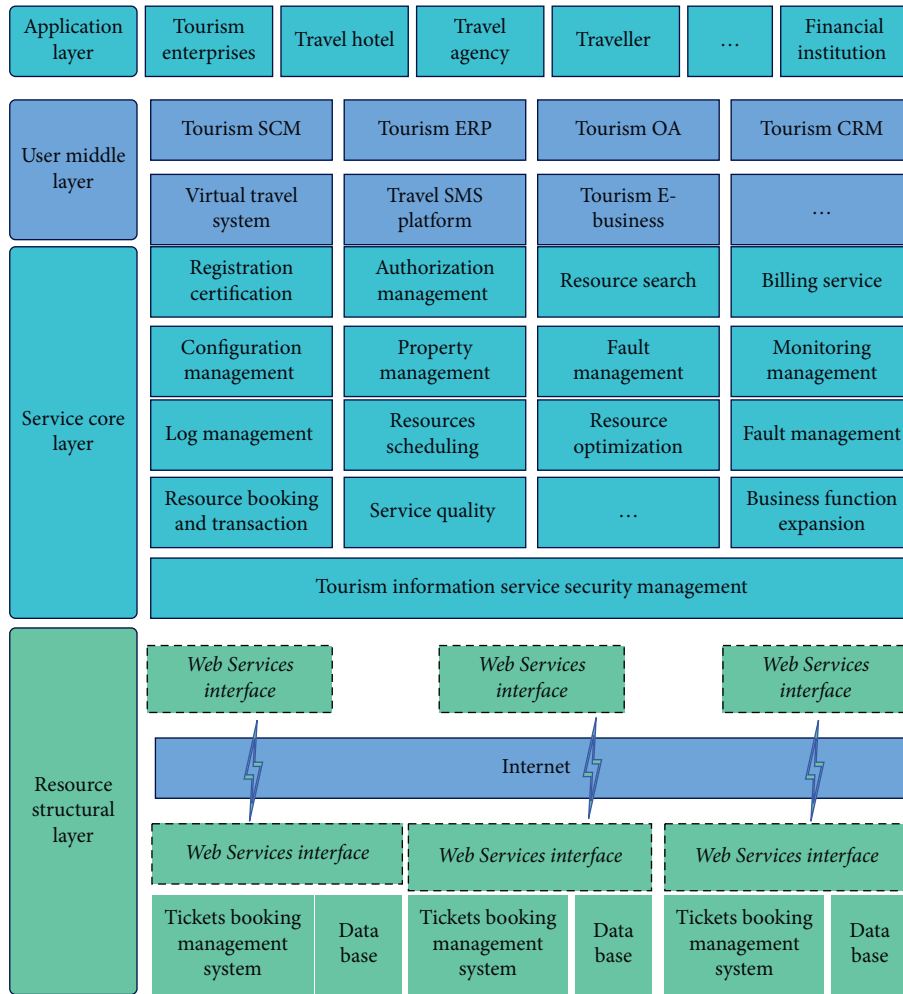 Application
layer
Tourism
enterprises
Travel hotel
Travel
agency
Traveller
…
Financial
institution
User middle
layer
Tourism SCM
Tourism ERP
Tourism OA
Tourism CRM
Virtual travel
system
Travel SMS
platform
Tourism E-
business
…
Service core
layer
Registration
certification
Authorization
management
Resource search
Billing service
Configuration
management
Property
management
Fault
management
Monitoring
management
Log management
Resources
scheduling
Resource
optimization
Fault management
Resource booking
and transaction
Service quality
…
Business function
expansion
Tourism information service security management
Resource
structural
layer
Web Services
interface
Web Services
interface
Web Services
interface
Internet
Web Services interface
Web Services interface
Web Services interface
Tickets booking
management
system
Data
base
Tickets booking
management
system
Data
base
Tickets booking
management
system
Data
base